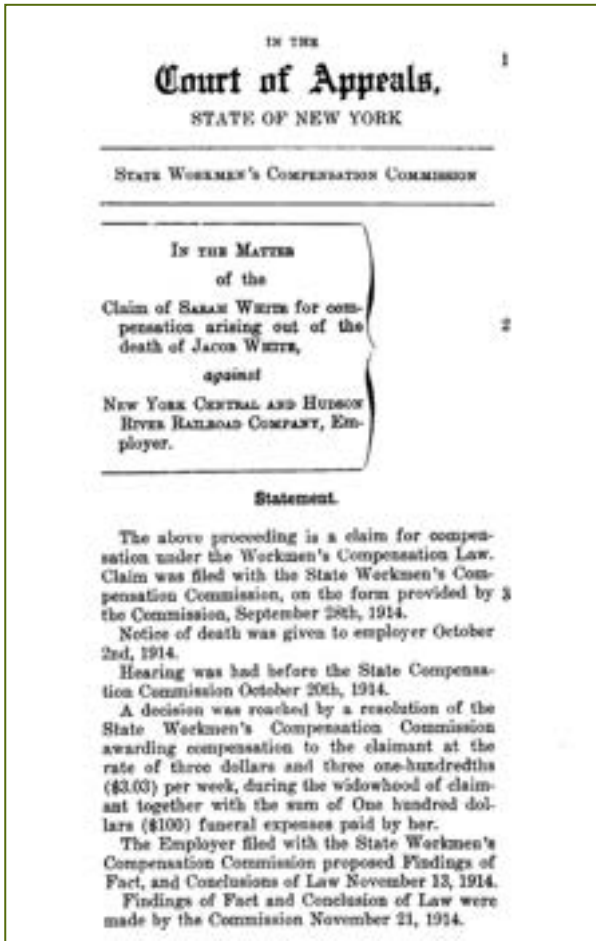 IN THE
1
Court of Appeals,
STATE OF NEW YORK
STATE WORKMEN'S COMPENSATION COMMISSION
IN THE MATTER
of the
Claim of SARAH WHITE for com-
pensation arising out of the
2
death of JACOB WHITE,
against
NEW YORK CENTRAL AND HUDSON
RIVER RAILROAD COMPANY, Em-
ployer.
Statement.
The above proceeding is a claim for compen-
sation under the Workmen's Compensation Law.
Claim was filed with the State Workmen's Com-
pensation Commission, on the form provided by 3
the Commission, September 28th, 1914.
Notice of death was given to employer October
2nd, 1914.
Hearing was had before the State Compensa-
tion Commission October 20th, 1914.
A decision was reached by a resolution of the
State Workmen's Compensation Commission
awarding compensation to the claimant at the
rate of three dollars and three one-hundredths
($3.03) per week, during the widowhood of claim-
ant together with the sum of One hundred dol-
lars ($100) funeral expenses paid by her.
The Employer filed with the State Workmen's
Compensation Commission proposed Findings of
Fact, and Conclusions of Law November 13, 1914.
Findings of Fact and Conclusion of Law were
made by the Commission November 21, 1914.